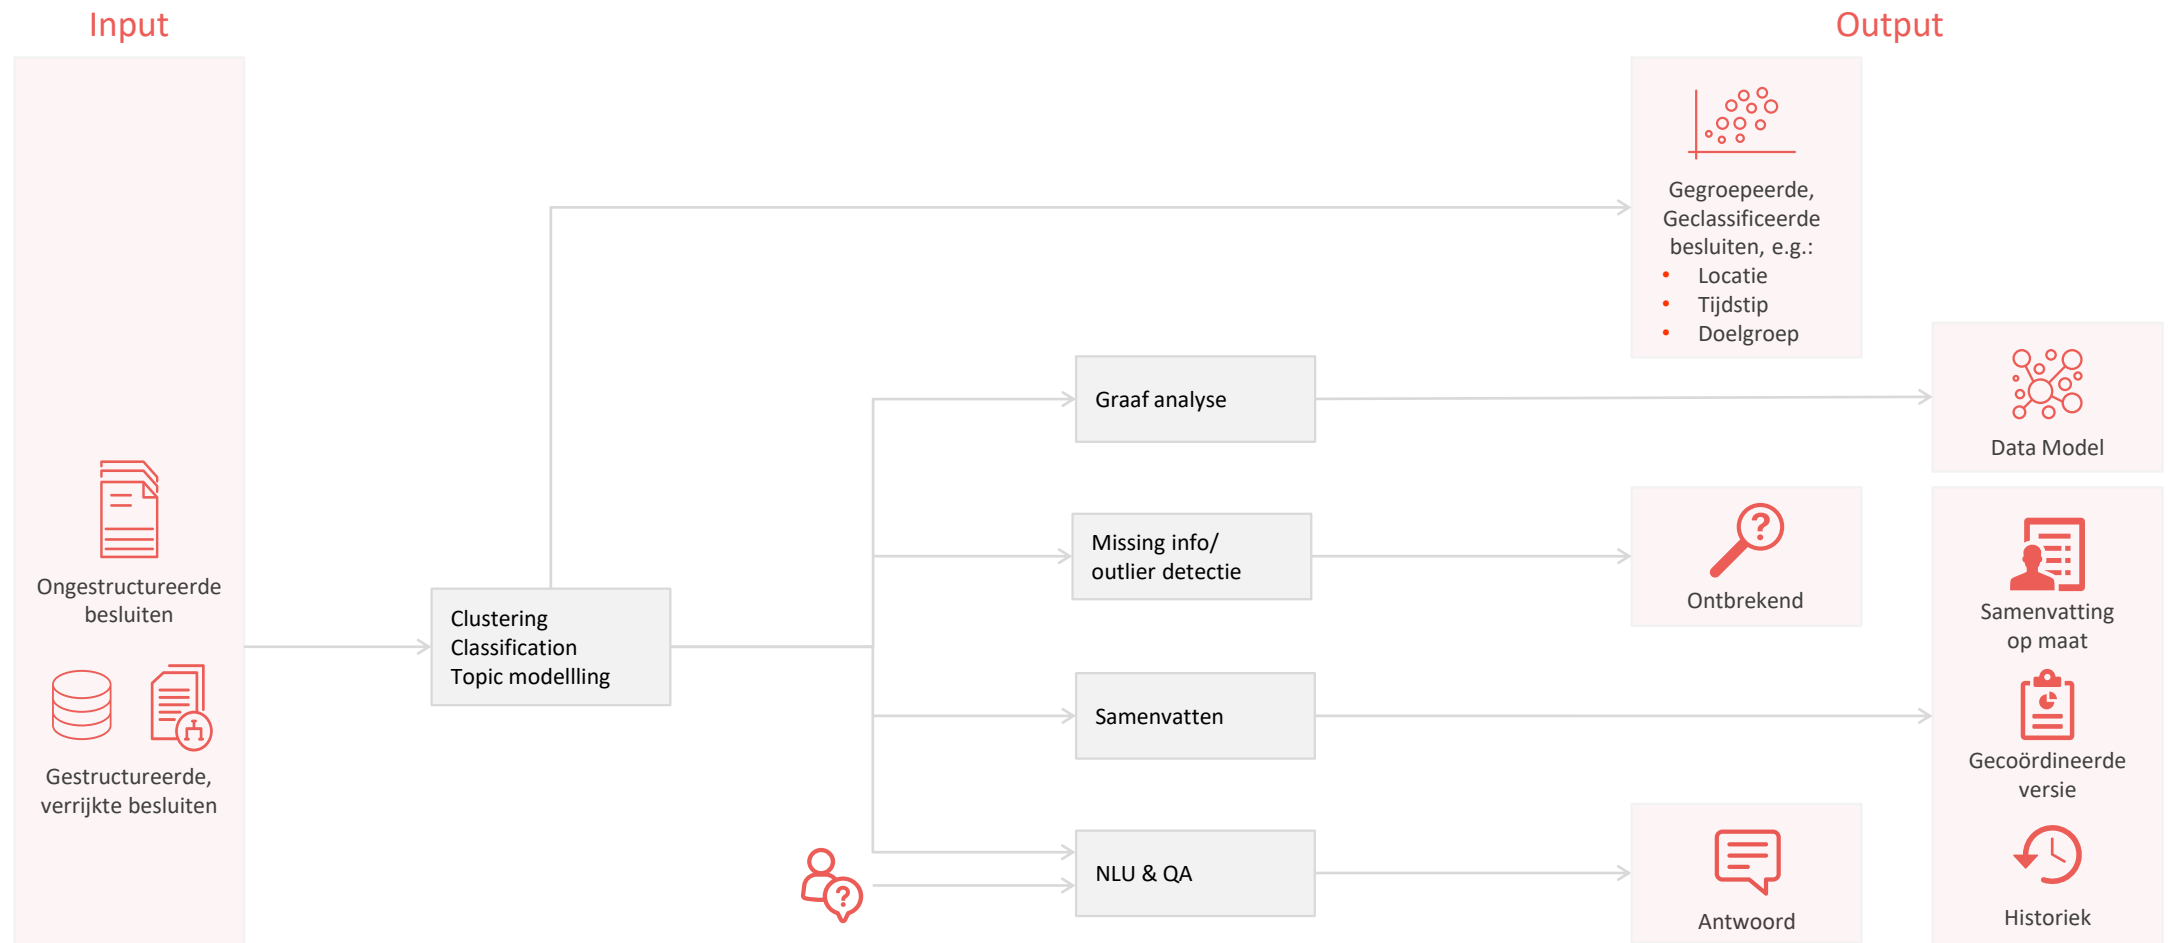 Input
Output
Ongestructureerde
besluiten
Gestructureerde,
verrijkte besluiten
Clustering
Classification
Topic modellling
Gegroepeerde,
Geclassificeerde
besluiten, e.g.:
• Locatie
• Tijdstip
• Doelgroep
Graaf analyse
Data Model
Missing info/
outlier detectie
Ontbrekend
Samenvatten
Samenvatting
op maat
Gecoördineerde
versie
Historiek
NLU & QA
Antwoord